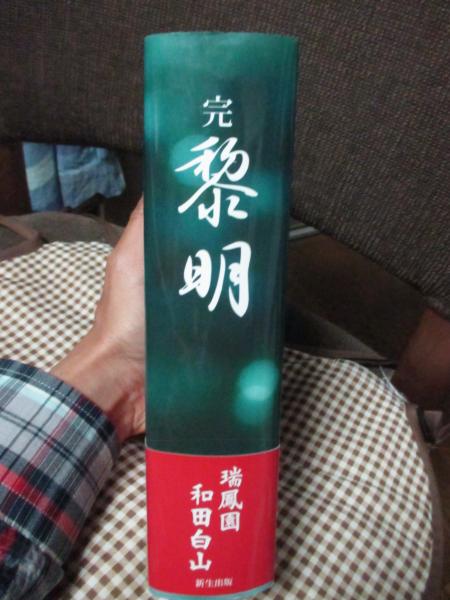 完
黎明
瑞鳳園
和田白山
新生出版